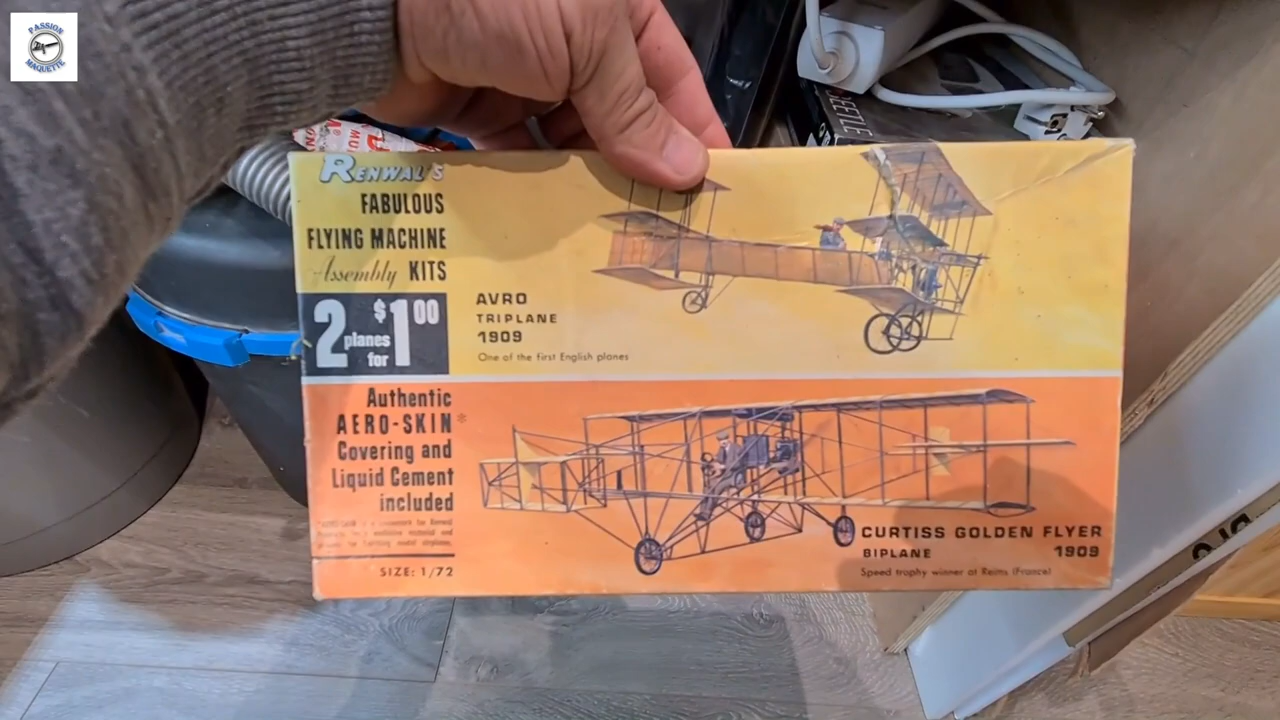 PASSION
MAQUETTE
BEETLE
RENWAL'S
FABULOUS
FLYING MACHINE
Assembly KITS
2 planes for $1.00
AVRO
TRIPLANE
1909
One of the first English planes
Authentic
AERO-SKIN*
Covering and
Liquid Cement
included
SIZE: 1/72
CURTISS GOLDEN FLYER
BIPLANE 1909
Speed trophy winner at Reims (France)